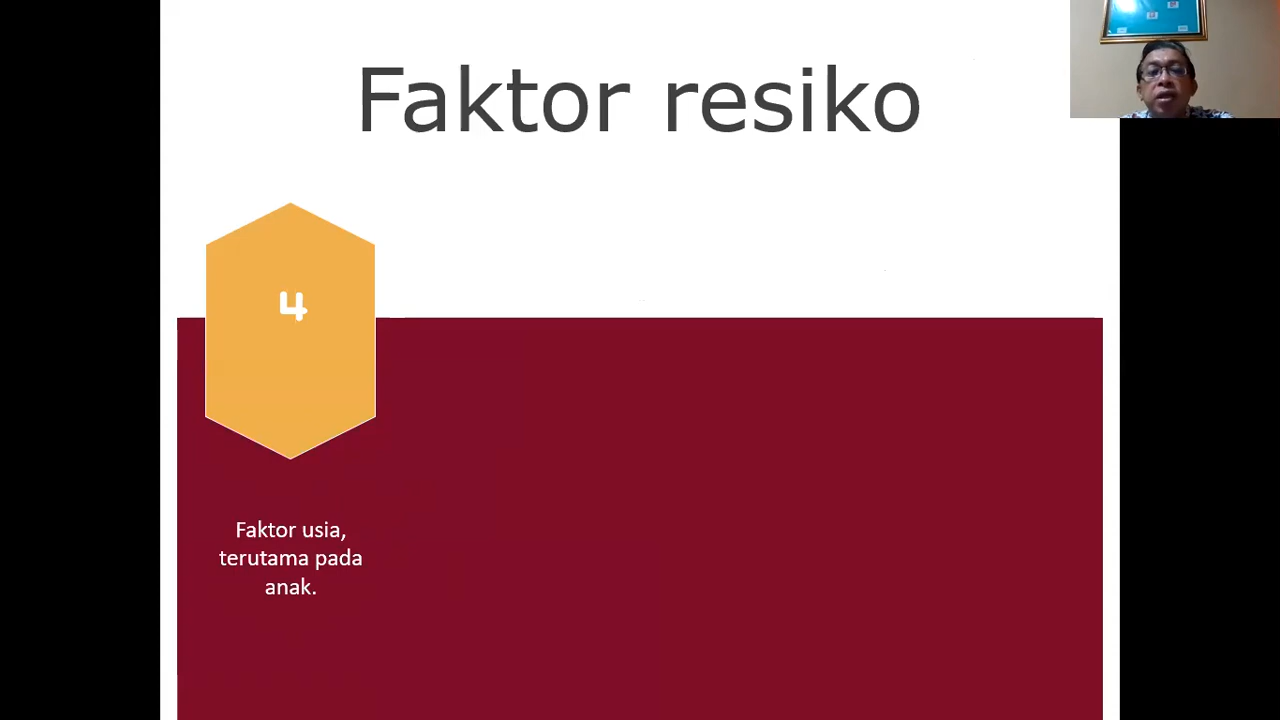 Faktor resiko
4
Faktor usia,
terutama pada
anak.